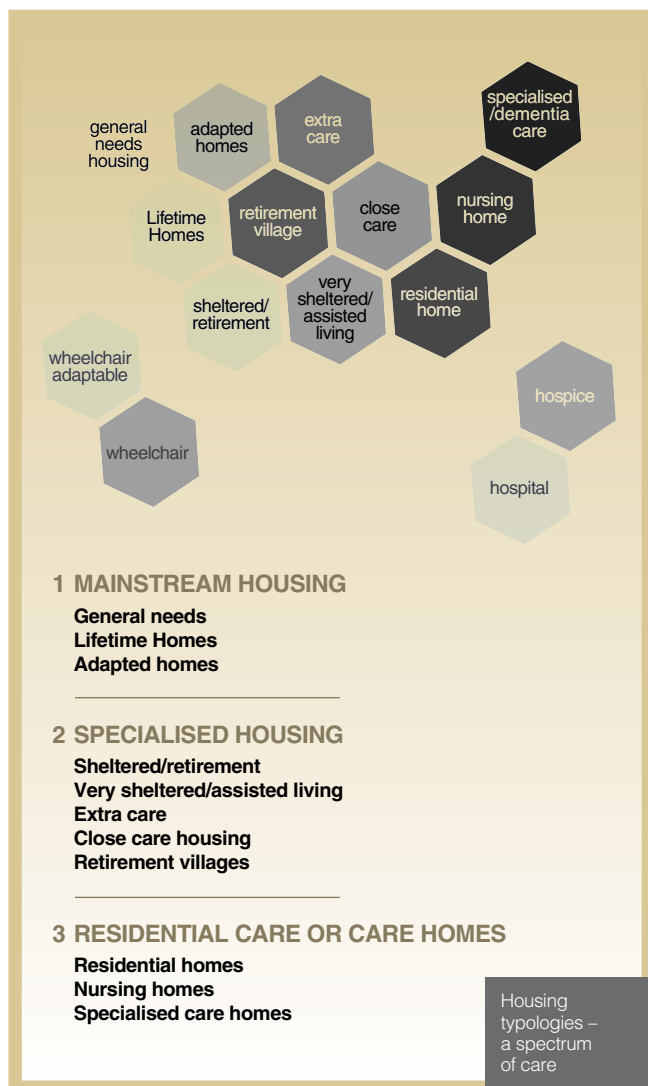 general
needs
housing
adapted
homes
extra
care
specialised
/dementia
care
Lifetime
Homes
retirement
village
close
care
nursing
home
sheltered/
retirement
very
sheltered/
assisted
living
residential
home
wheelchair
adaptable
wheelchair
hospice
hospital
1 MAINSTREAM HOUSING
General needs
Lifetime Homes
Adapted homes
2 SPECIALISED HOUSING
Sheltered/retirement
Very sheltered/assisted living
Extra care
Close care housing
Retirement villages
3 RESIDENTIAL CARE OR CARE HOMES
Residential homes
Nursing homes
Specialised care homes
Housing
typologies –
a spectrum
of care